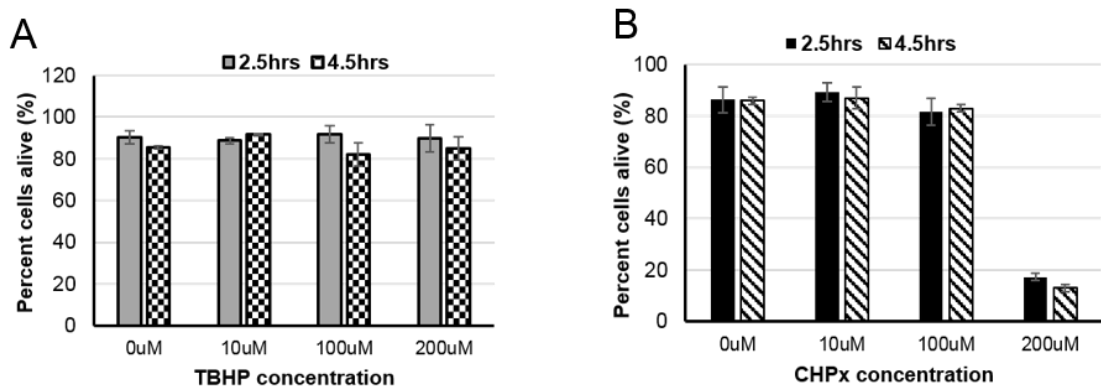 A
2.5hrs 4.5hrs
120
100
80
60
40
20
0
Percent cells alive (%)
0uM 10uM 100uM 200uM
TBHP concentration
B
2.5hrs 4.5hrs
100
80
60
40
20
0
Percent cells alive (%)
0uM 10uM 100uM 200uM
CHPx concentration